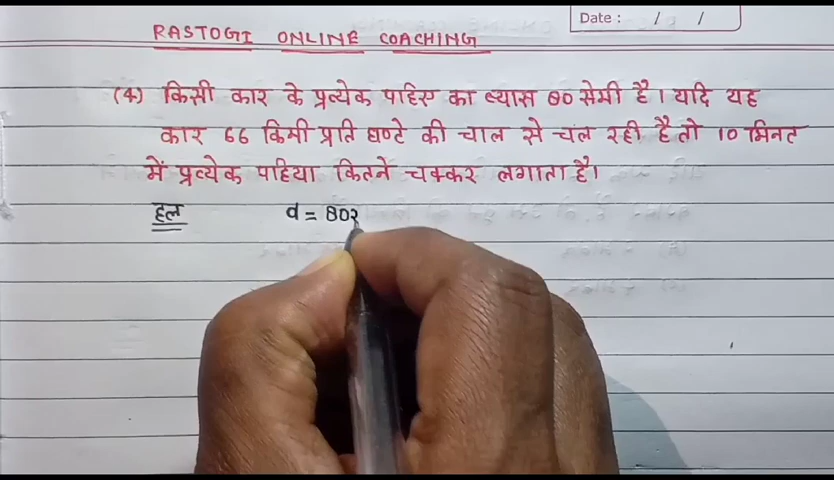 Date : / /
RASTOGI ONLINE COACHING
(4) किसी कार के प्रत्येक पहिए का व्यास 80 सेमी है। यदि यह
कार 66 किमी प्रति घण्टे की चाल से चल रही है तो 10 मिनट
में प्रत्येक पहिया कितने चक्कर लगाता है।
हल d = 80